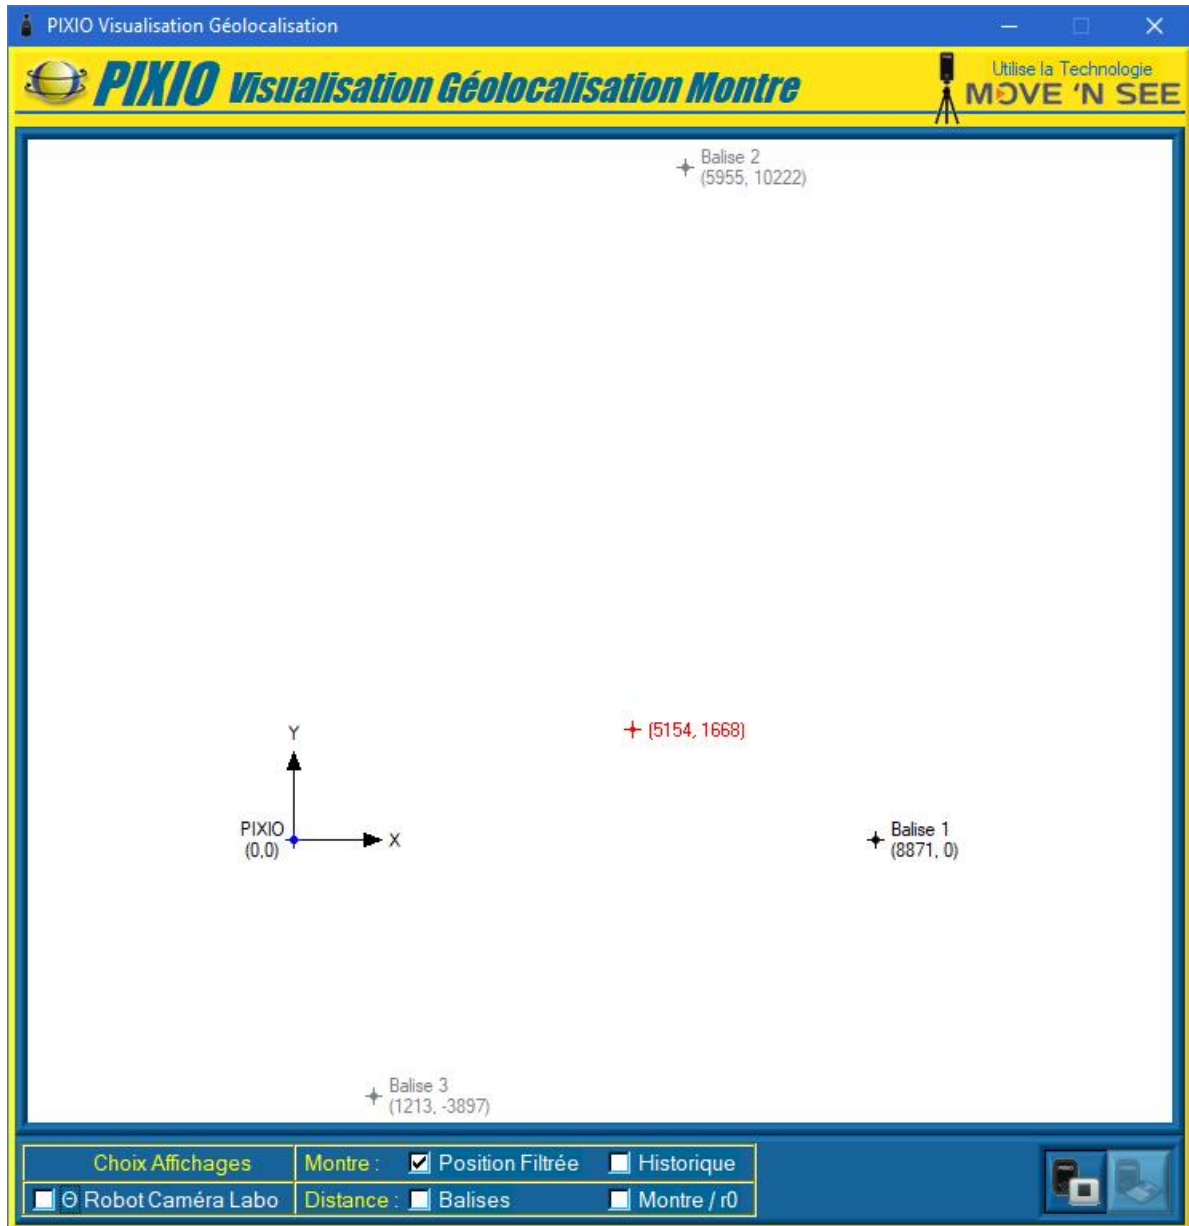 PIXIO Visualisation Géolocalisation
PIXIO Visualisation Géolocalisation Montre
Utilise la Technologie
MOVE 'N SEE
Balise 2
(5955, 10222)
Y
(5154, 1668)
PIXIO
(0,0)
X
Balise 1
(8871, 0)
Balise 3
(1213, -3897)
Choix Affichages
Montre :
Position Filtrée
Historique
Θ Robot Caméra Labo
Distance :
Balises
Montre / r0